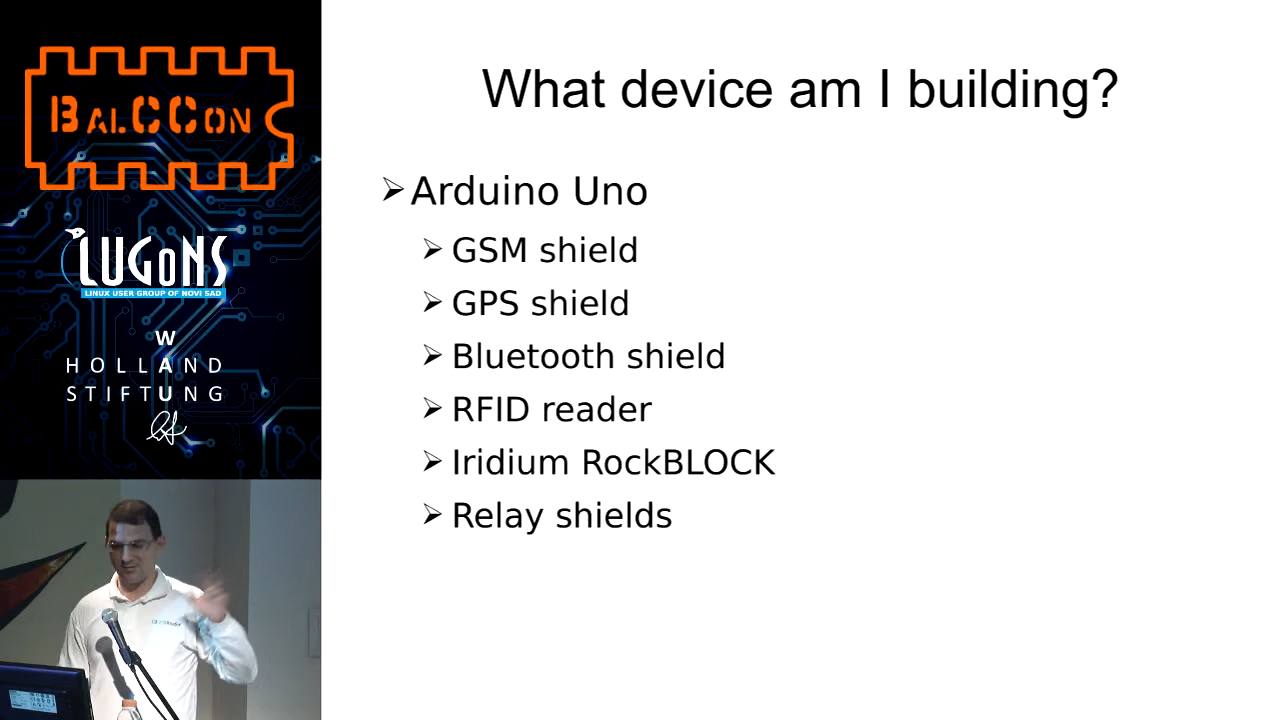 BALCCON
LUGONS
LINUX USER GROUP OF NOVI SAD
W
HOLLAND
STIFTUNG
What device am I building?
➢Arduino Uno
➢GSM shield
➢GPS shield
➢Bluetooth shield
➢RFID reader
➢Iridium RockBLOCK
➢Relay shields